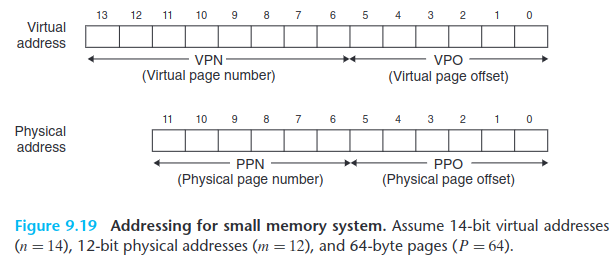 13 12 11 10 9 8 7 6 5 4 3 2 1 0
Virtual
address
VPN VPO
(Virtual page number) (Virtual page offset)
11 10 9 8 7 6 5 4 3 2 1 0
Physical
address
PPN PPO
(Physical page number) (Physical page offset)
Figure 9.19 Addressing for small memory system. Assume 14-bit virtual addresses
(n = 14), 12-bit physical addresses (m = 12), and 64-byte pages (P = 64).